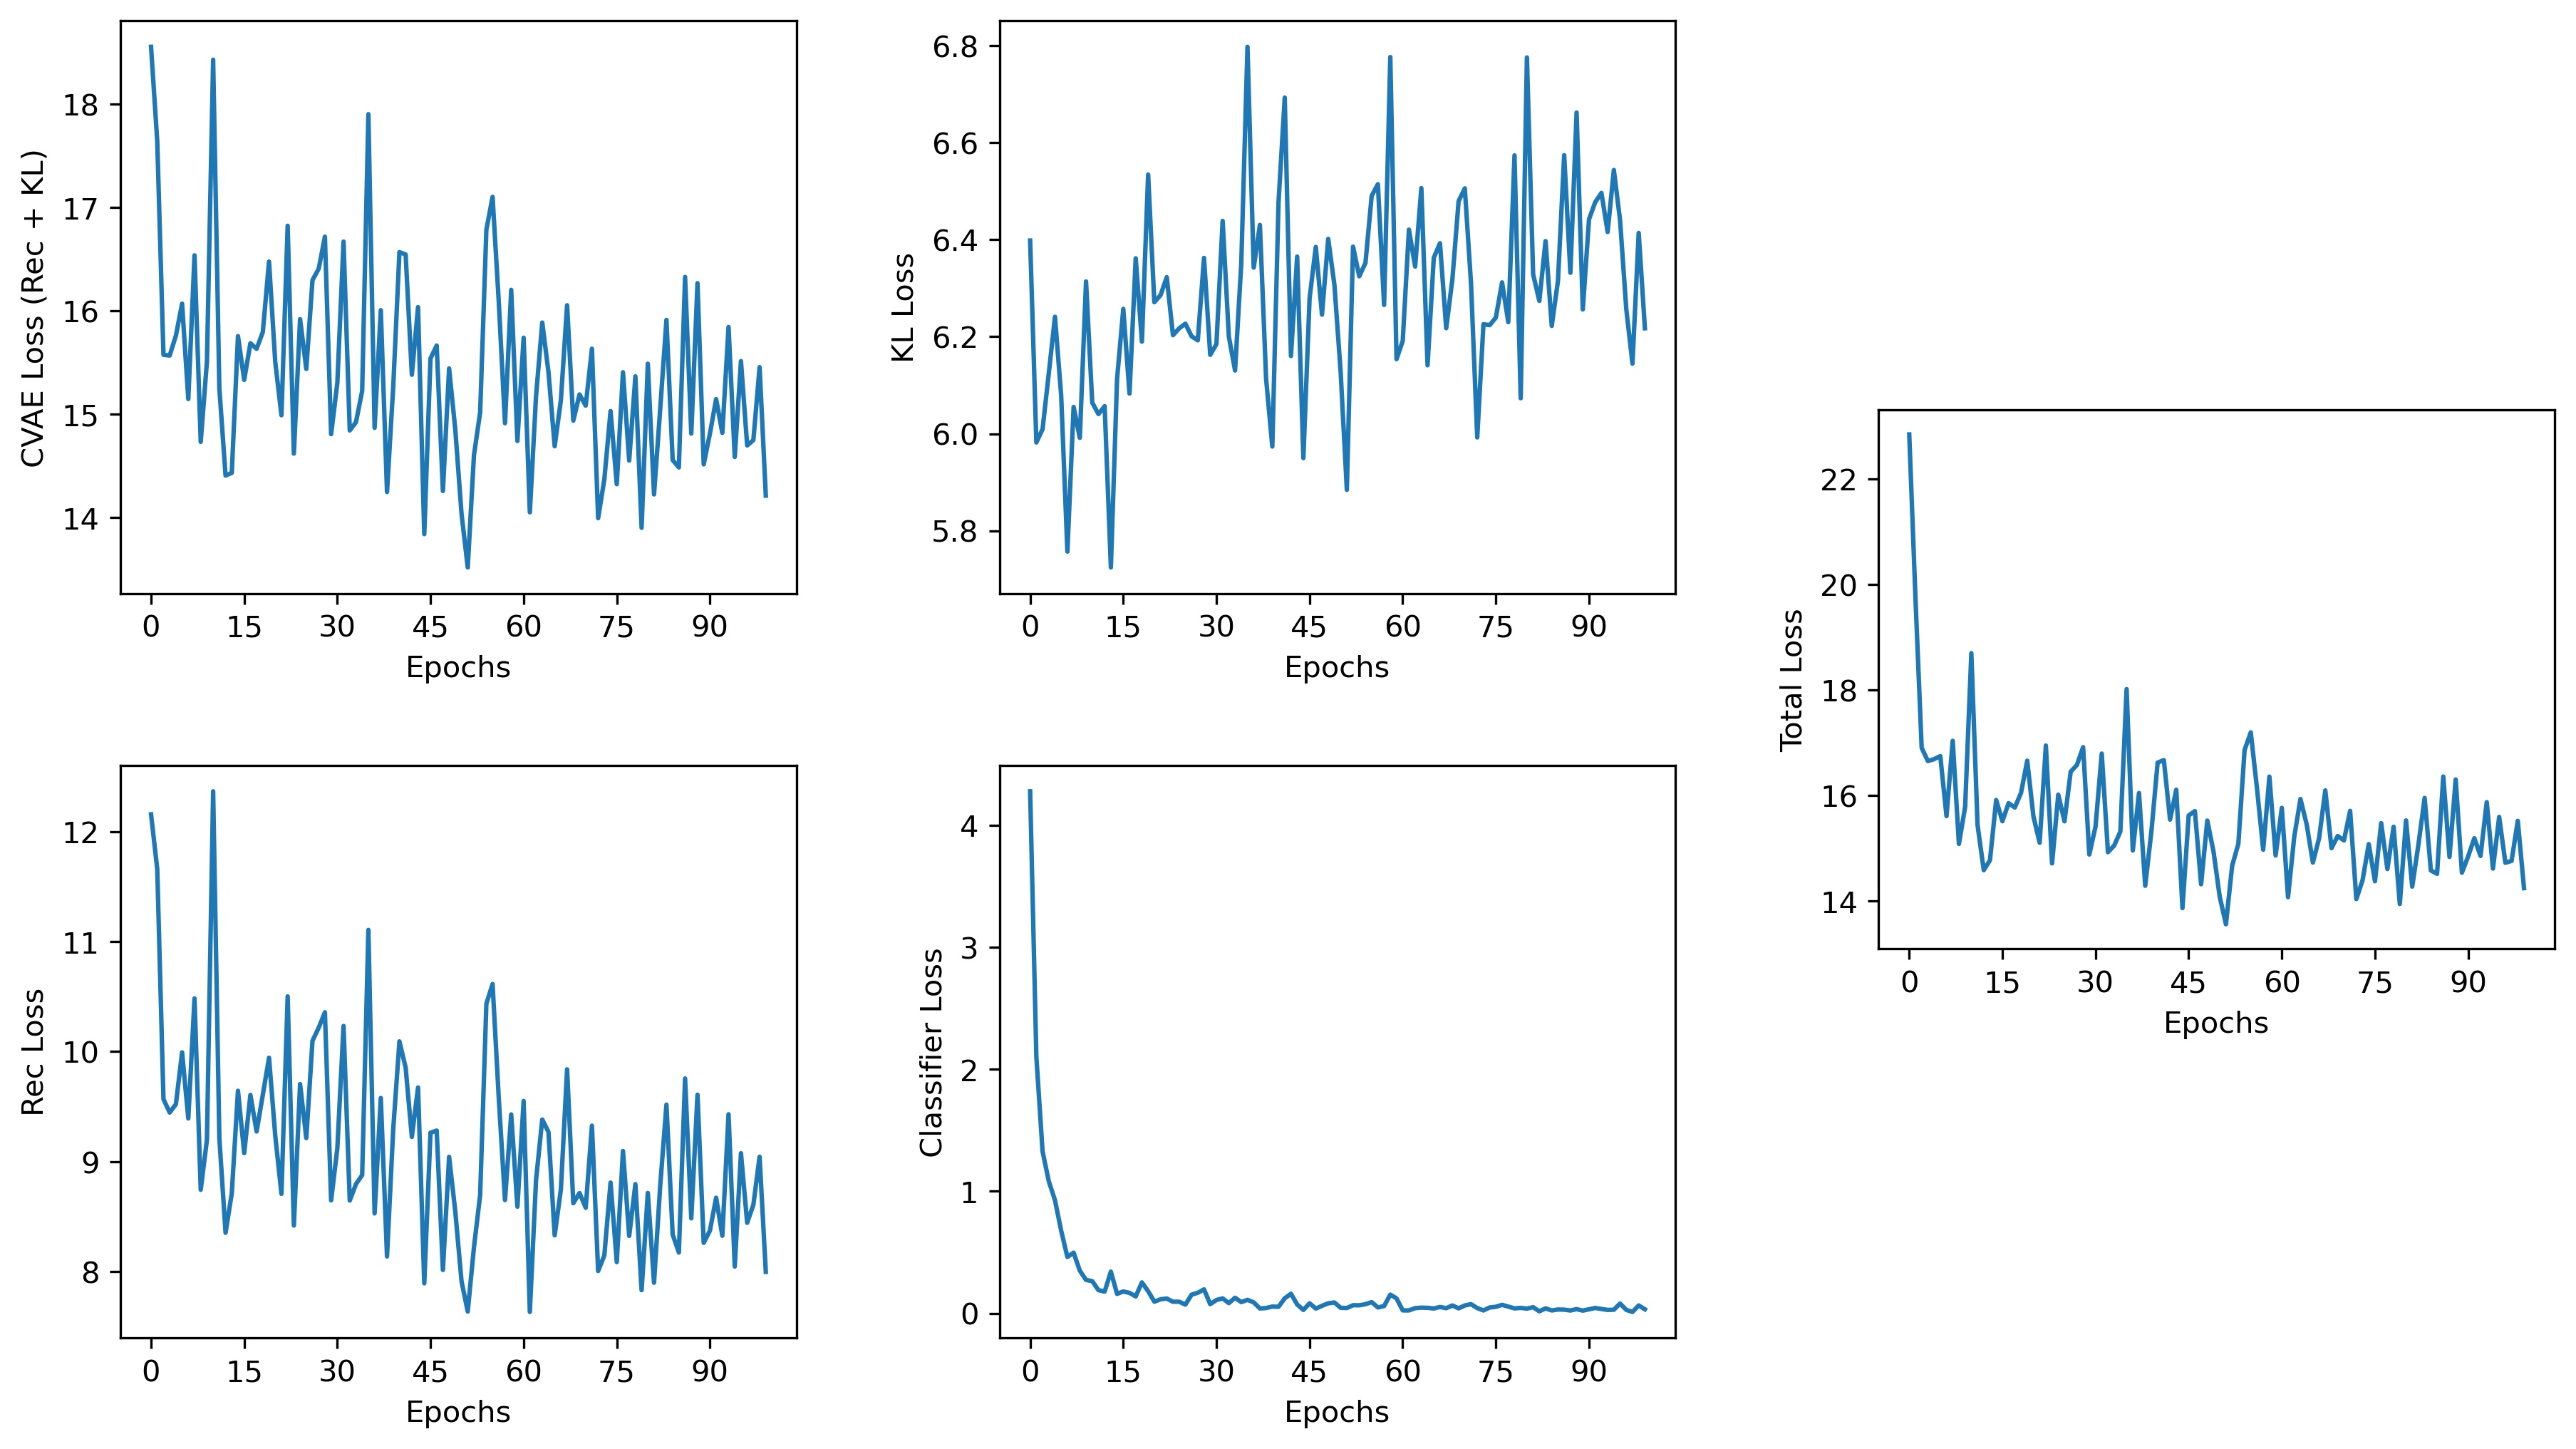 CVAE Loss (Rec + KL)
18
17
16
15
14
0 15 30 45 60 75 90
Epochs
KL Loss
6.8
6.6
6.4
6.2
6.0
5.8
0 15 30 45 60 75 90
Epochs
Rec Loss
12
11
10
9
8
0 15 30 45 60 75 90
Epochs
Classifier Loss
4
3
2
1
0
0 15 30 45 60 75 90
Epochs
Total Loss
22
20
18
16
14
0 15 30 45 60 75 90
Epochs